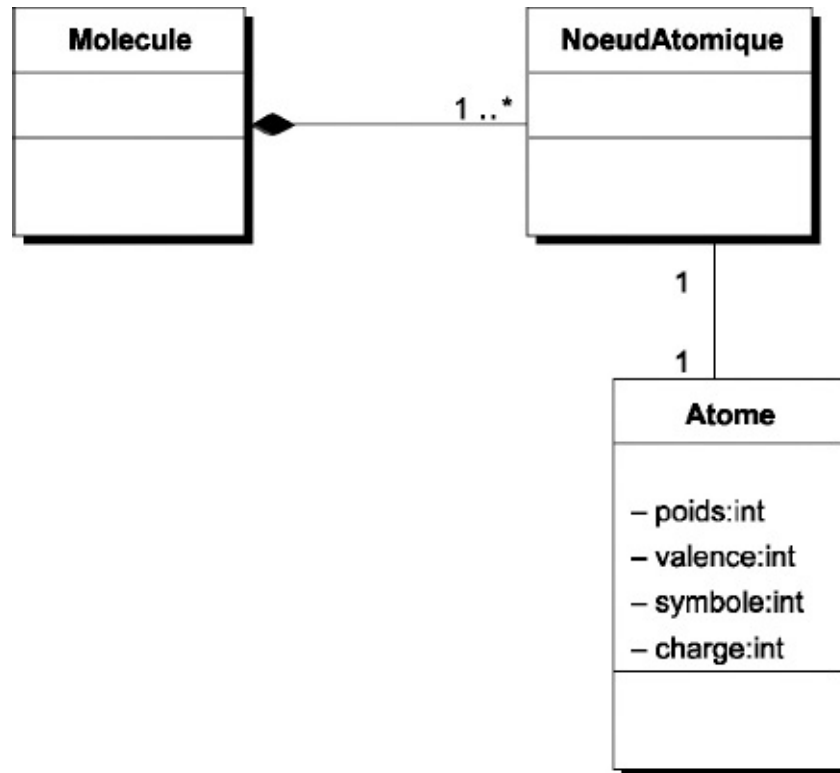 Molecule
NoeudAtomique
1 ..*
1
1
Atome
– poids:int
– valence:int
– symbole:int
– charge:int